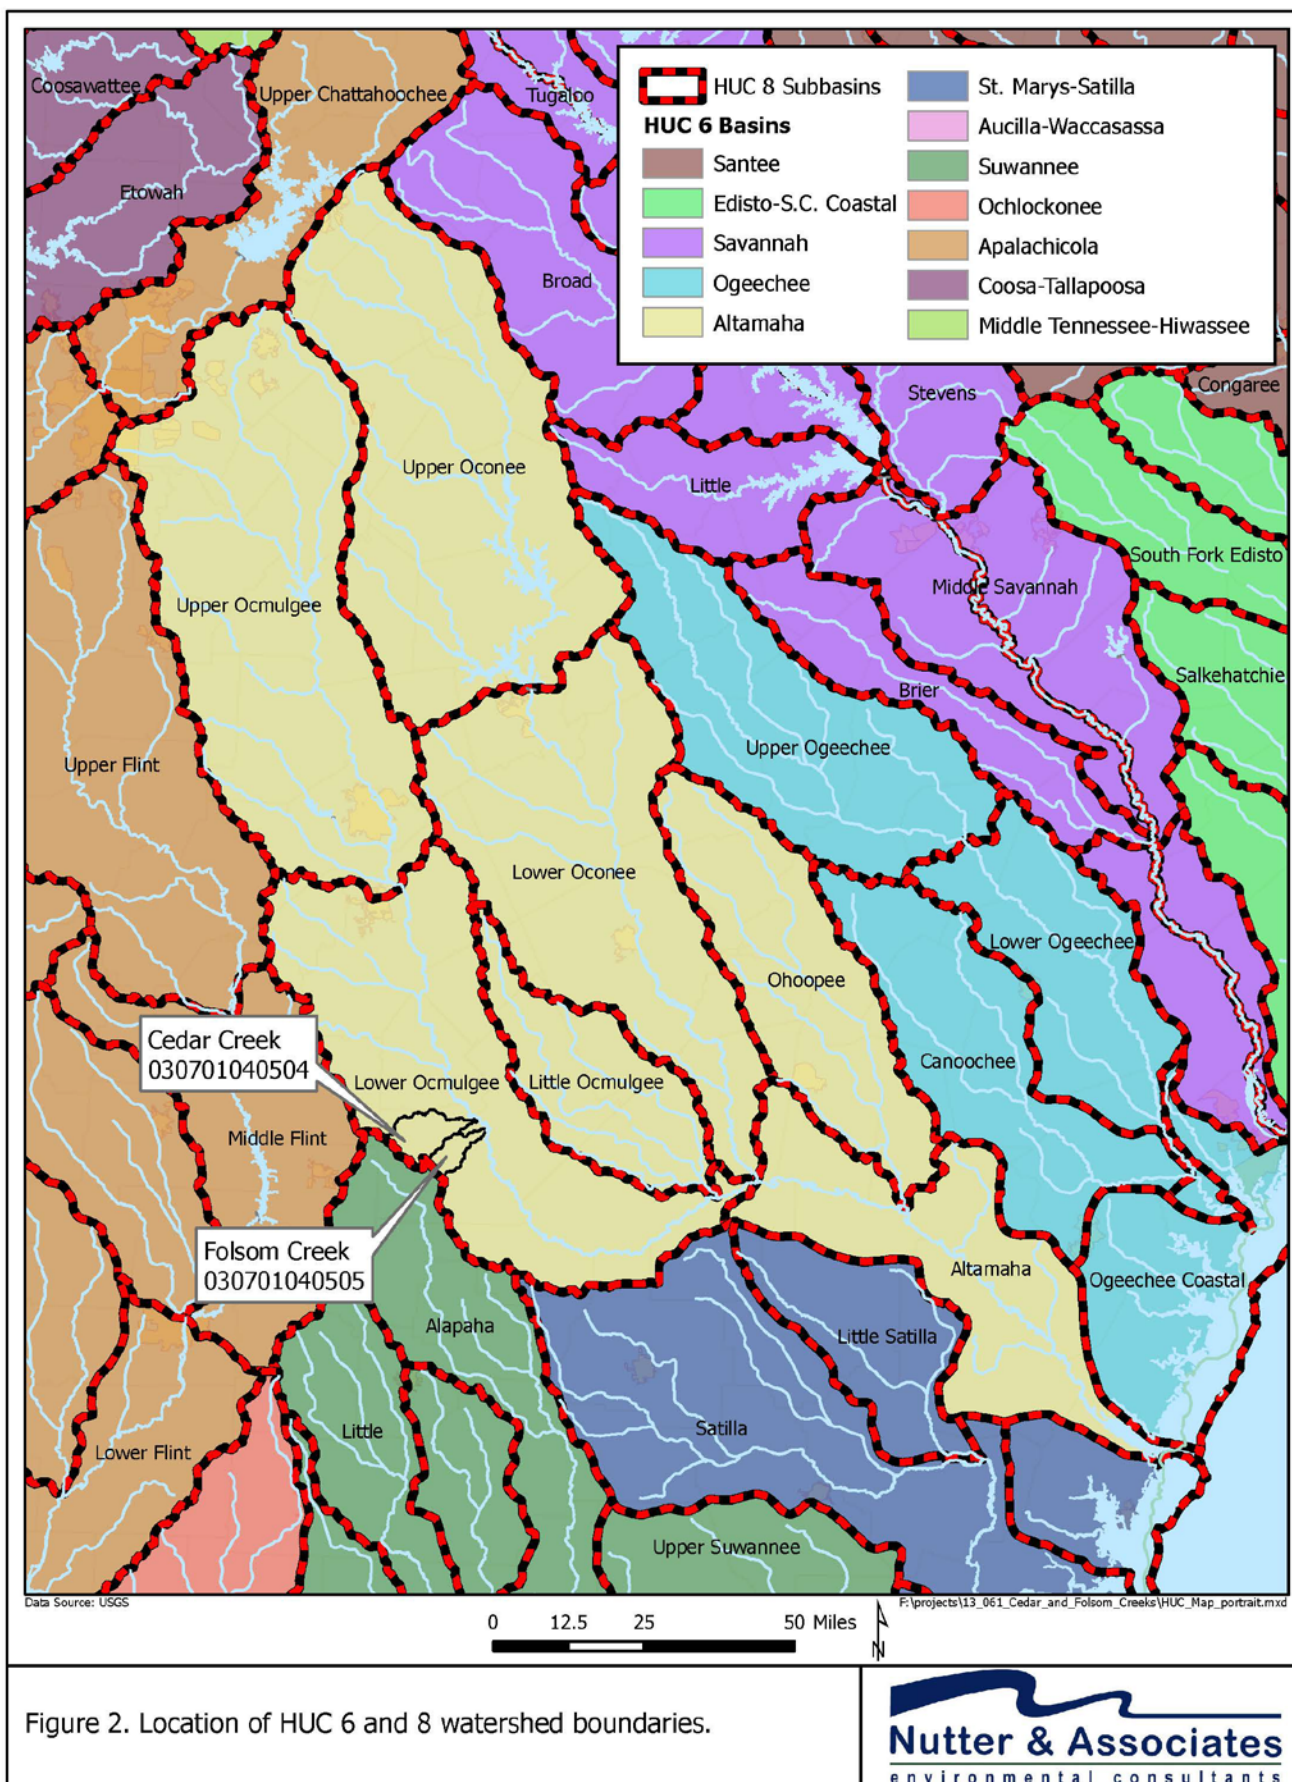 Coosawattee
Upper Chattahoochee
Tugaloo
Etowah
Broad
HUC 8 Subbasins
HUC 6 Basins
Santee
Edisto-S.C. Coastal
Savannah
Ogeechee
Altamaha
St. Marys-Satilla
Aucilla-Waccasassa
Suwannee
Ochlockonee
Apalachicola
Coosa-Tallapoosa
Middle Tennessee-Hiwassee
Stevens
Congaree
Upper Oconee
Little
South Fork Edisto
Middle Savannah
Upper Ocmulgee
Salkehatchie
Brier
Upper Ogeechee
Upper Flint
Lower Oconee
Lower Ogeechee
Ohoopee
Cedar Creek
030701040504
Canoochee
Lower Ocmulgee
Little Ocmulgee
Middle Flint
Folsom Creek
030701040505
Altamaha
Ogeechee Coastal
Alapaha
Little Satilla
Little
Satilla
Lower Flint
Upper Suwannee
Data Source: USGS
F:\projects\13_061_Cedar_and_Folsom_Creeks\HUC_Map_portrait.mxd
0 12.5 25 50 Miles
N
Figure 2. Location of HUC 6 and 8 watershed boundaries.
Nutter & Associates
environmental consultants